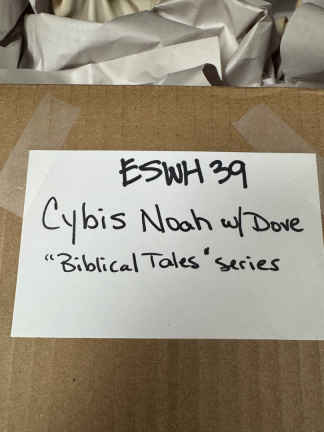 ESWH 39
Cybis Noah w/ Dove
"Biblical Tales" series